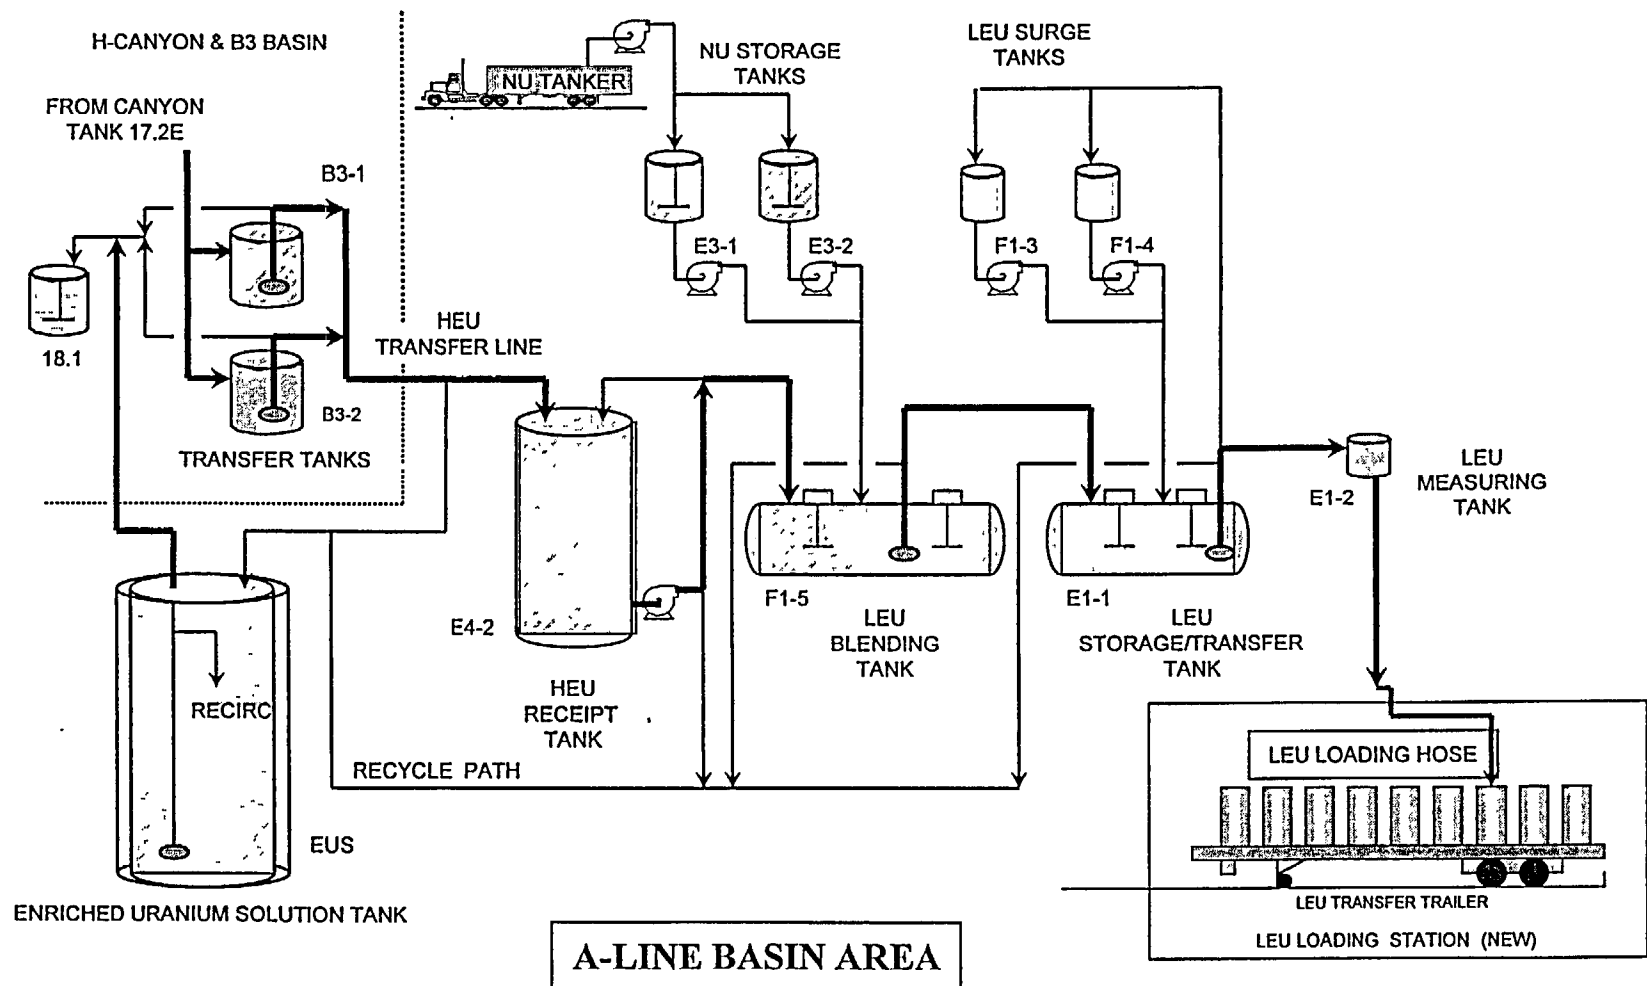 H-CANYON & B3 BASIN
FROM CANYON
TANK 17.2E
B3-1
18.1
B3-2
TRANSFER TANKS
NU TANKER
NU STORAGE
TANKS
E3-1
E3-2
LEU SURGE
TANKS
F1-3
F1-4
HEU
TRANSFER LINE
E4-2
HEU
RECEIPT
TANK
F1-5
LEU
BLENDING
TANK
E1-1
LEU
STORAGE/TRANSFER
TANK
E1-2
LEU
MEASURING
TANK
RECIRC
EUS
ENRICHED URANIUM SOLUTION TANK
RECYCLE PATH
LEU LOADING HOSE
LEU TRANSFER TRAILER
LEU LOADING STATION (NEW)
A-LINE BASIN AREA